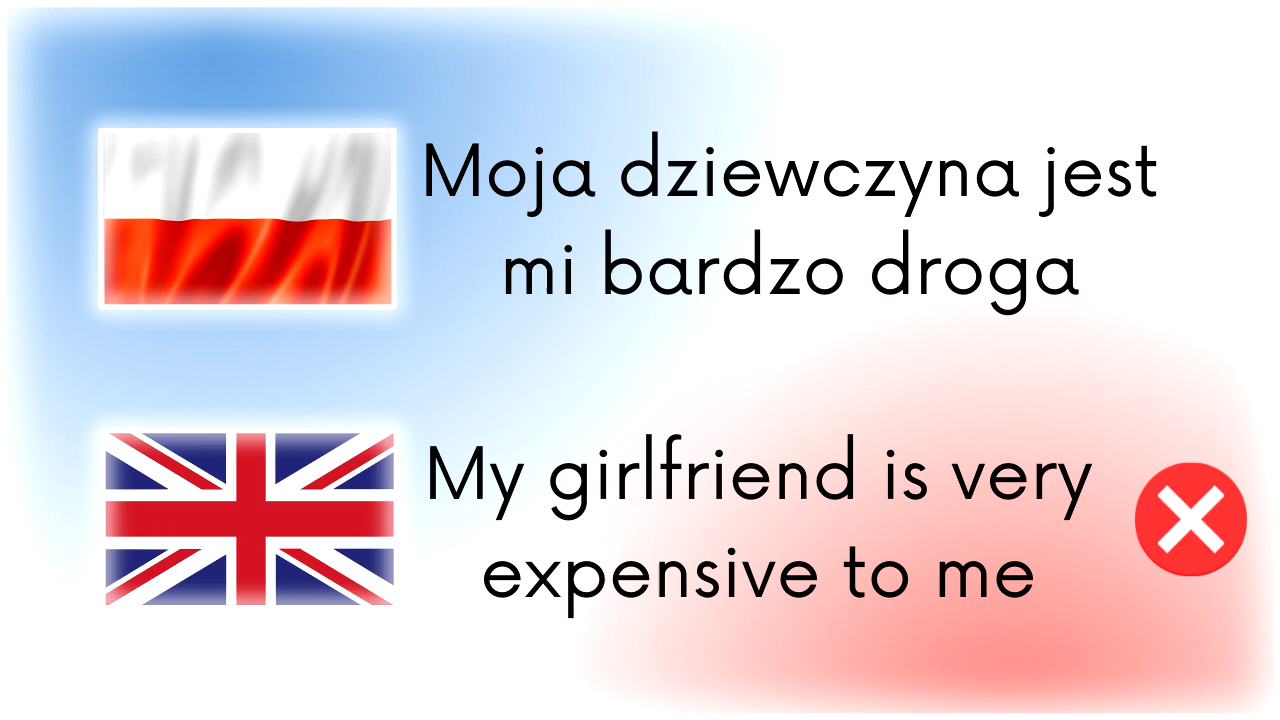 Moja dziewczyna jest
mi bardzo droga
My girlfriend is very
expensive to me